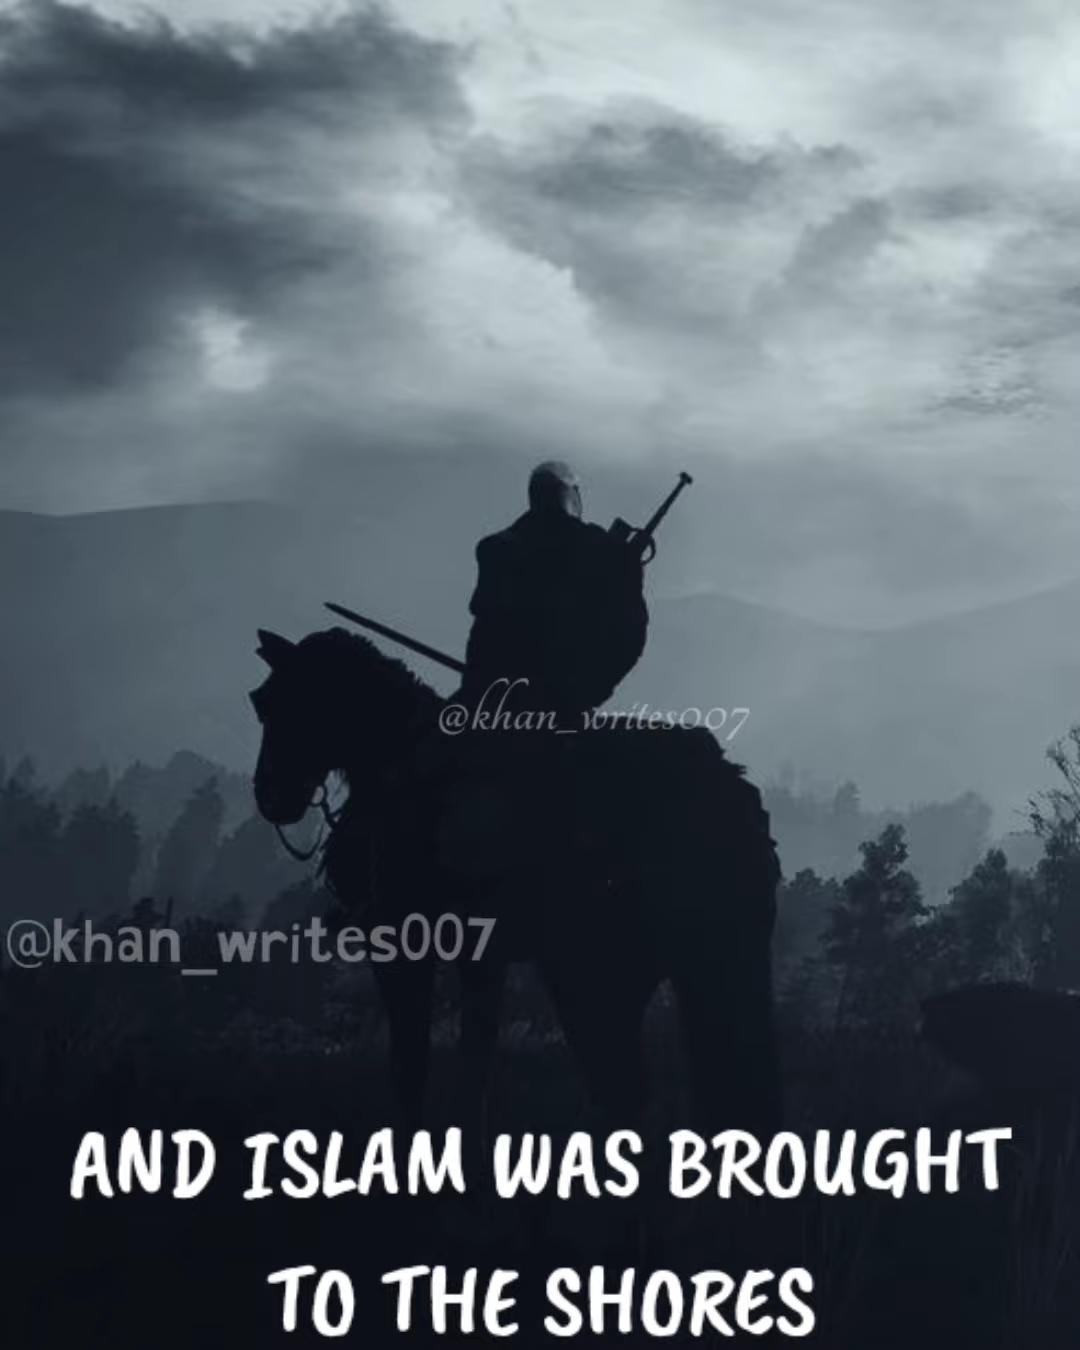 @khan_writes007
@khan_writes007
AND ISLAM WAS BROUGHT
TO THE SHORES